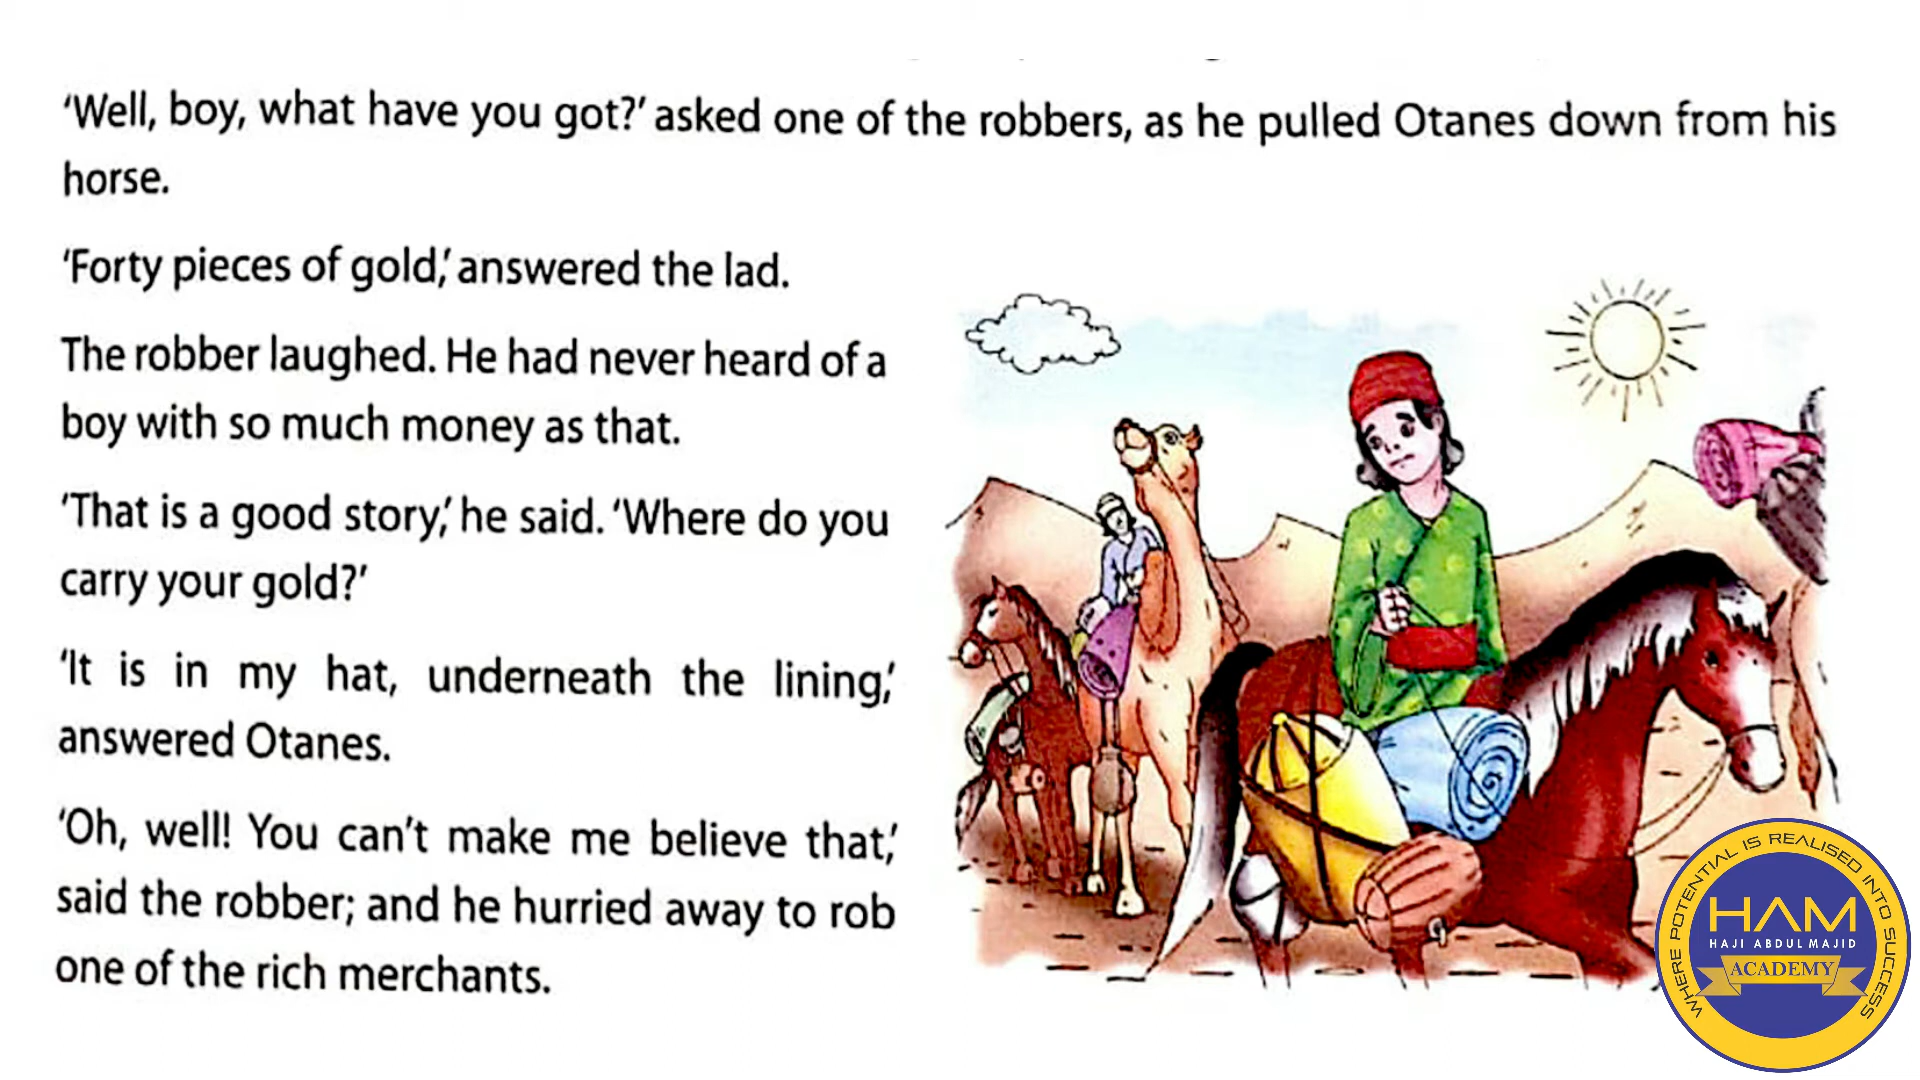 ‘Well, boy, what have you got?’ asked one of the robbers, as he pulled Otanes down from his
horse.
‘Forty pieces of gold,’ answered the lad.
The robber laughed. He had never heard of a
boy with so much money as that.
‘That is a good story,’ he said. ‘Where do you
carry your gold?’
‘It is in my hat, underneath the lining,’
answered Otanes.
‘Oh, well! You can’t make me believe that,’
said the robber; and he hurried away to rob
one of the rich merchants.
WHERE POTENTIAL IS REALISED INTO SUCCESS
HAM
HAJI ABDUL MAJID
ACADEMY